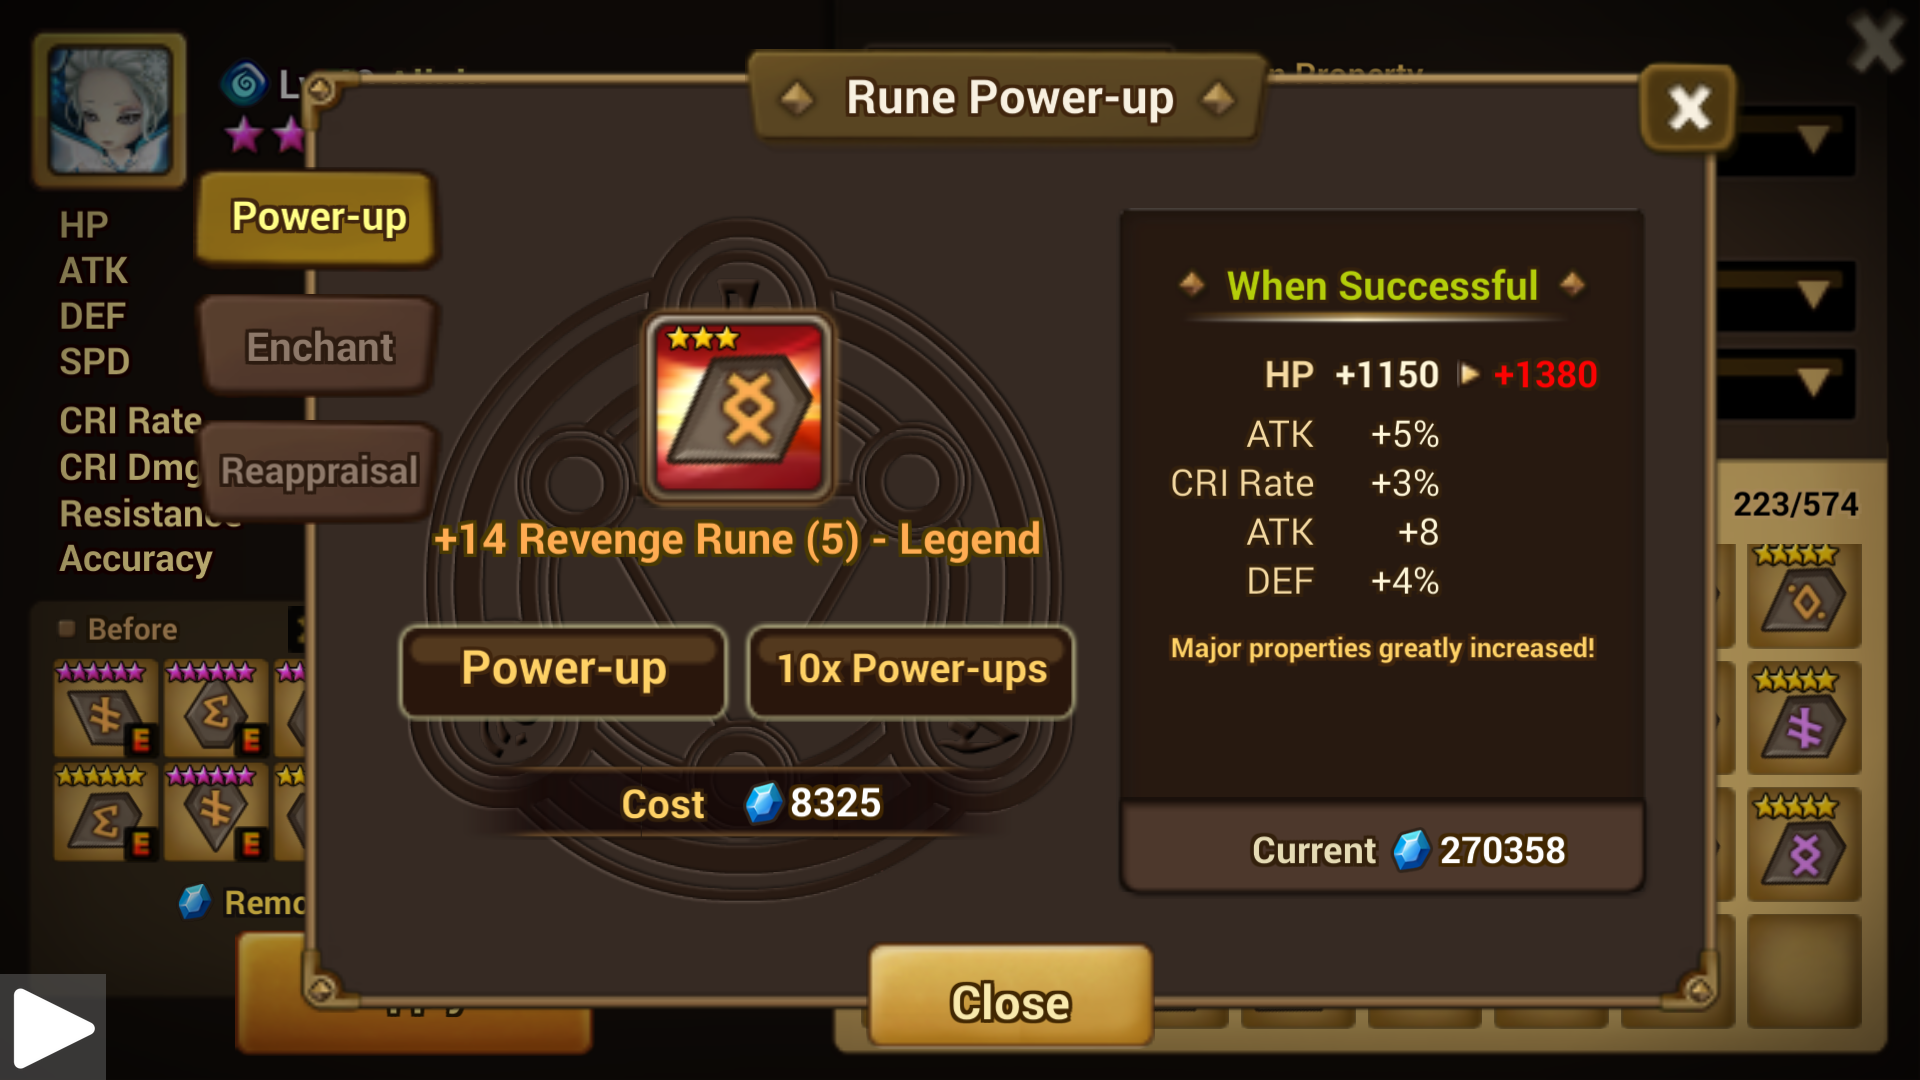 Rune Power-up
Lv
Property
Power-up
Enchant
Reappraisal
HP
ATK
DEF
SPD
CRI Rate
CRI Dmg
Accuracy
Before
E
E
E
E
+14 Revenge Rune (5) - Legend
Power-up
10x Power-ups
Cost 8325
When Successful
HP +1150 +1380
ATK +5%
CRI Rate +3%
ATK +8
DEF +4%
Major properties greatly increased!
Current 270358
223/574
Close